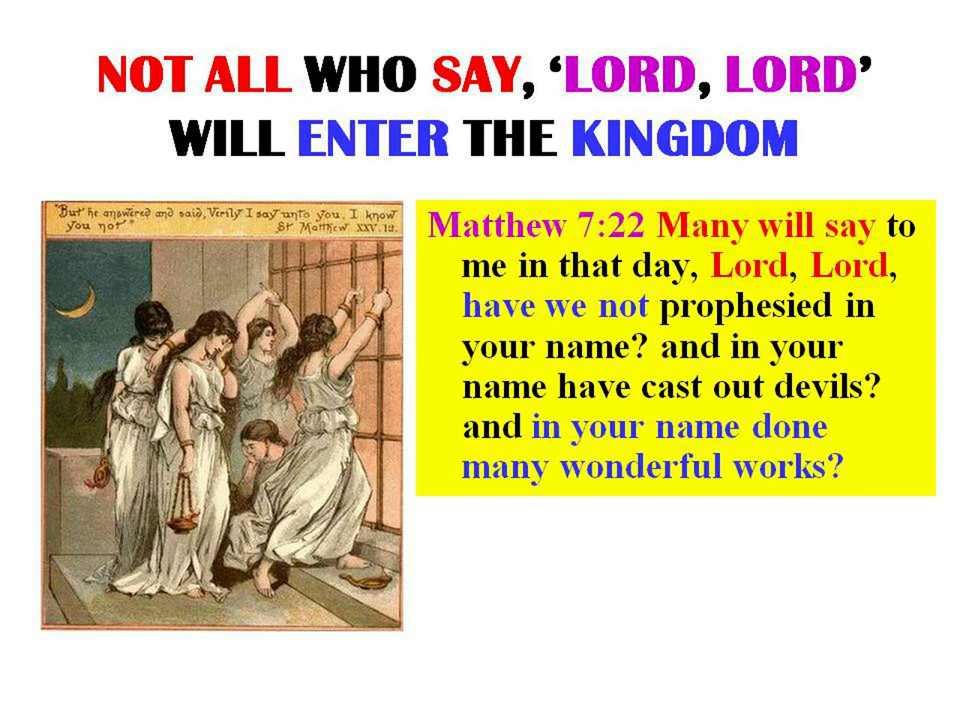 NOT ALL WHO SAY, ‘LORD, LORD’
WILL ENTER THE KINGDOM
"But he answered and said, Verily I say unto you, I know
you not" St Matthew XXV.12.
Matthew 7:22 Many will say to
me in that day, Lord, Lord,
have we not prophesied in
your name? and in your
name have cast out devils?
and in your name done
many wonderful works?